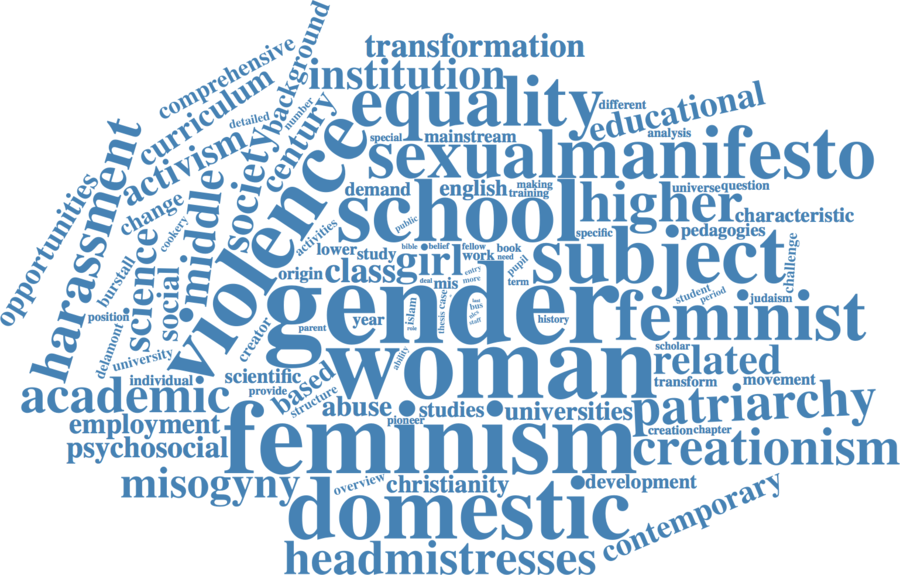 transformation
comprehensive
background
institution
curriculum
equality
different
educational
detailed
number
century
special
mainstream
analysis
activism
society
sexual
manifesto
harassment
violence
demand
english
making
training
universe
question
opportunities
change
middle
school
higher
characteristic
cookery
activities
public
specific
pedagogies
lower
study
bible
belief
fellow
book
work
need
girl
subject
challenge
burstall
science
social
origin
class
entry
more
pupil
term
deal
mis
gender
student
period
judaism
position
year
islam
role
thesis
case
bus
staff
history
feminist
creator
parent
delamont
university
ability
woman
scholar
related
individual
scientific
transform
movement
provide
based
structure
academic
abuse
studies
universities
patriarchy
employment
pioneer
creation
chapter
psychosocial
feminism
creationism
misogyny
overview
christianity
development
domestic
contemporary
headmistresses